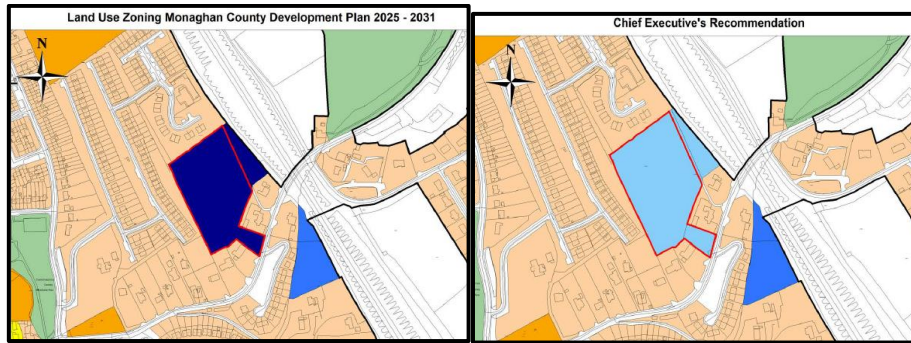 Land Use Zoning Monaghan County Development Plan 2025 - 2031
N
Chief Executive's Recommendation
N